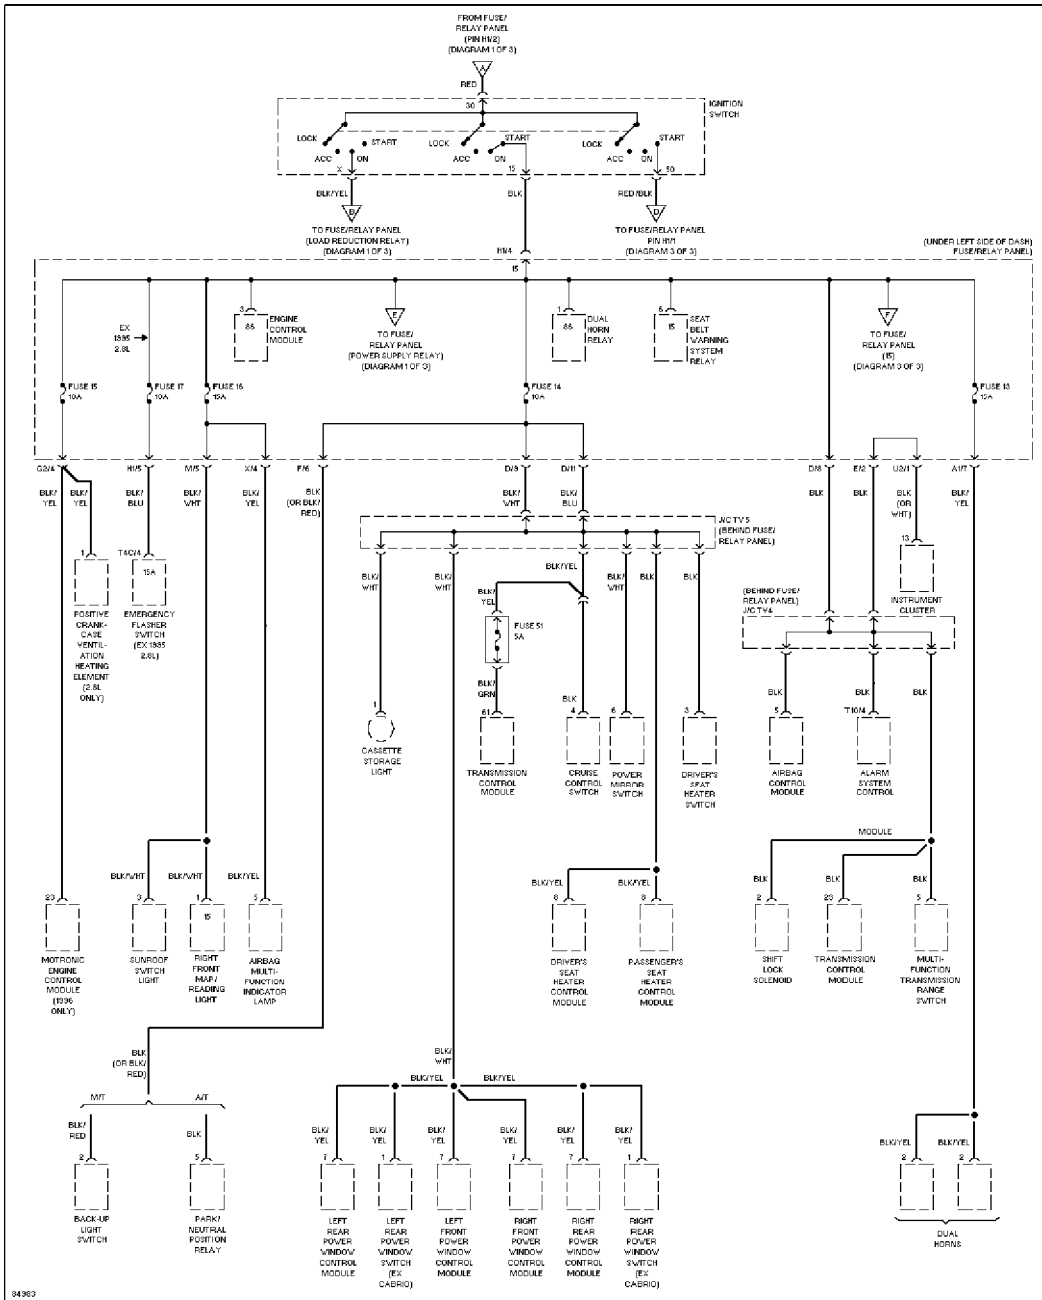 FROM FUSE/
RELAY PANEL
(PIN H1/2)
(DIAGRAM 1 OF 3)
A
RED
30
IGNITION
SWITCH
LOCK
START
ACC
ON
LOCK
START
ACC
ON
LOCK
START
ACC
ON
X
15
50
BLK/YEL
BLK
RED/BLK
B
D
TO FUSE/RELAY PANEL
(LOAD REDUCTION RELAY)
(DIAGRAM 1 OF 3)
TO FUSE/RELAY PANEL
PIN H1/1
(DIAGRAM 3 OF 3)
H1/4
15
(UNDER LEFT SIDE OF DASH)
FUSE/RELAY PANEL)
EX
1995
2.8L
3
86
ENGINE
CONTROL
MODULE
E
TO FUSE/
RELAY PANEL
(POWER SUPPLY RELAY)
(DIAGRAM 1 OF 3)
1
86
DUAL
HORN
RELAY
6
15
SEAT
BELT
WARNING
SYSTEM
RELAY
F
TO FUSE/
RELAY PANEL
(15)
(DIAGRAM 3 OF 3)
FUSE 15
10A
FUSE 17
10A
FUSE 16
15A
FUSE 14
10A
FUSE 13
15A
G2/4
H1/5
M/5
X/4
F/6
D/9
D/11
D/8
E/2
U2/1
A1/7
BLK/
YEL
BLK/
YEL
BLK/
BLU
BLK/
WHT
BLK/
YEL
BLK
(OR BLK/
RED)
BLK/
WHT
BLK/
BLU
BLK
BLK
BLK
(OR
WHT)
BLK/
YEL
J/C TV5
(BEHIND FUSE/
RELAY PANEL)
1
POSITIVE
CRANK-
CASE
VENTIL-
ATION
HEATING
ELEMENT
(2.8L
ONLY)
T4C/4
15A
EMERGENCY
FLASHER
SWITCH
(EX 1995
2.8L)
BLK/
WHT
BLK/
WHT
BLK/YEL
BLK/
WHT
BLK
BLK
BLK/
YEL
FUSE 51
5A
BLK/
GRN
BLK
13
INSTRUMENT
CLUSTER
(BEHIND FUSE/
RELAY PANEL)
J/C TV4
BLK
BLK
BLK
1
CASSETTE
STORAGE
LIGHT
61
TRANSMISSION
CONTROL
MODULE
4
CRUISE
CONTROL
SWITCH
6
POWER
MIRROR
SWITCH
3
DRIVER'S
SEAT
HEATER
SWITCH
5
AIRBAG
CONTROL
MODULE
T10/4
ALARM
SYSTEM
CONTROL
MODULE
BLK/WHT
BLK/WHT
BLK/YEL
BLK/YEL
BLK/YEL
BLK
BLK
BLK
23
MOTRONIC
ENGINE
CONTROL
MODULE
(1996
ONLY)
3
SUNROOF
SWITCH
LIGHT
1
15
RIGHT
FRONT
MAP/
READING
LIGHT
5
AIRBAG
MULTI-
FUNCTION
INDICATOR
LAMP
8
DRIVER'S
SEAT
HEATER
CONTROL
MODULE
8
PASSENGER'S
SEAT
HEATER
CONTROL
MODULE
2
SHIFT
LOCK
SOLENOID
23
TRANSMISSION
CONTROL
MODULE
5
MULTI-
FUNCTION
TRANSMISSION
RANGE
SWITCH
BLK
(OR BLK/
RED)
M/T
A/T
BLK/
RED
BLK
2
BACK-UP
LIGHT
SWITCH
5
PARK/
NEUTRAL
POSITION
RELAY
BLK/
WHT
BLK/YEL
BLK/YEL
BLK/
YEL
BLK/
YEL
BLK/
YEL
BLK/
YEL
BLK/
YEL
BLK/
YEL
7
LEFT
REAR
POWER
WINDOW
CONTROL
MODULE
1
LEFT
REAR
POWER
WINDOW
SWITCH
(EX
CABRIO)
7
LEFT
FRONT
POWER
WINDOW
CONTROL
MODULE
7
RIGHT
FRONT
POWER
WINDOW
CONTROL
MODULE
7
RIGHT
REAR
POWER
WINDOW
CONTROL
MODULE
1
RIGHT
REAR
POWER
WINDOW
SWITCH
(EX
CABRIO)
BLK/YEL
BLK/YEL
2
2
DUAL
HORNS
84983